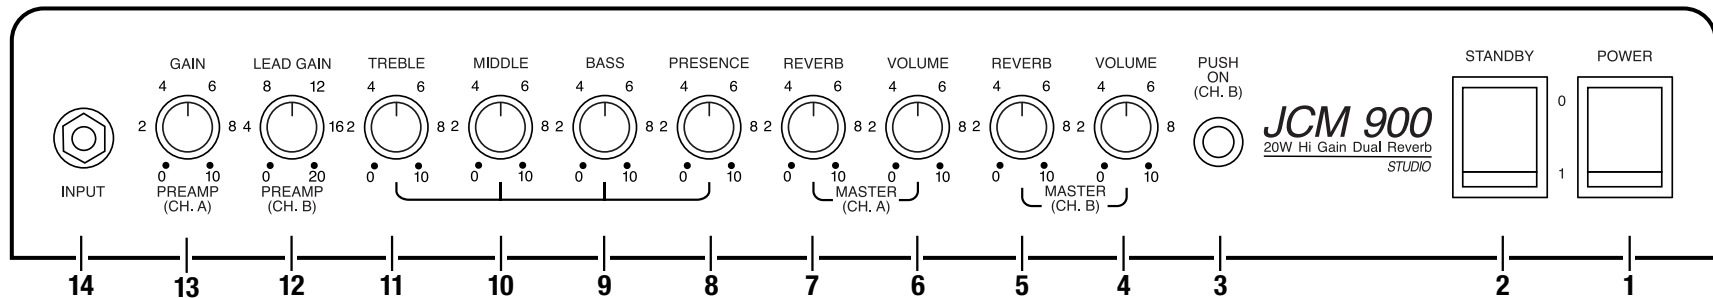 GAIN LEAD GAIN TREBLE MIDDLE BASS PRESENCE REVERB VOLUME REVERB VOLUME PUSH ON (CH. B) STANDBY POWER
4 6 8 12 4 6 4 6 4 6 4 6 4 6 4 6 4 6 4 6
2 8 4 16 2 8 2 8 2 8 2 8 2 8 2 8 2 8 2 8 0
JCM 900
20W Hi Gain Dual Reverb
STUDIO
0 10 0 20 0 10 0 10 0 10 0 10 0 10 0 10 0 10 0 10 1
INPUT PREAMP (CH. A) PREAMP (CH. B) MASTER (CH. A) MASTER (CH. B)
14 13 12 11 10 9 8 7 6 5 4 3 2 1